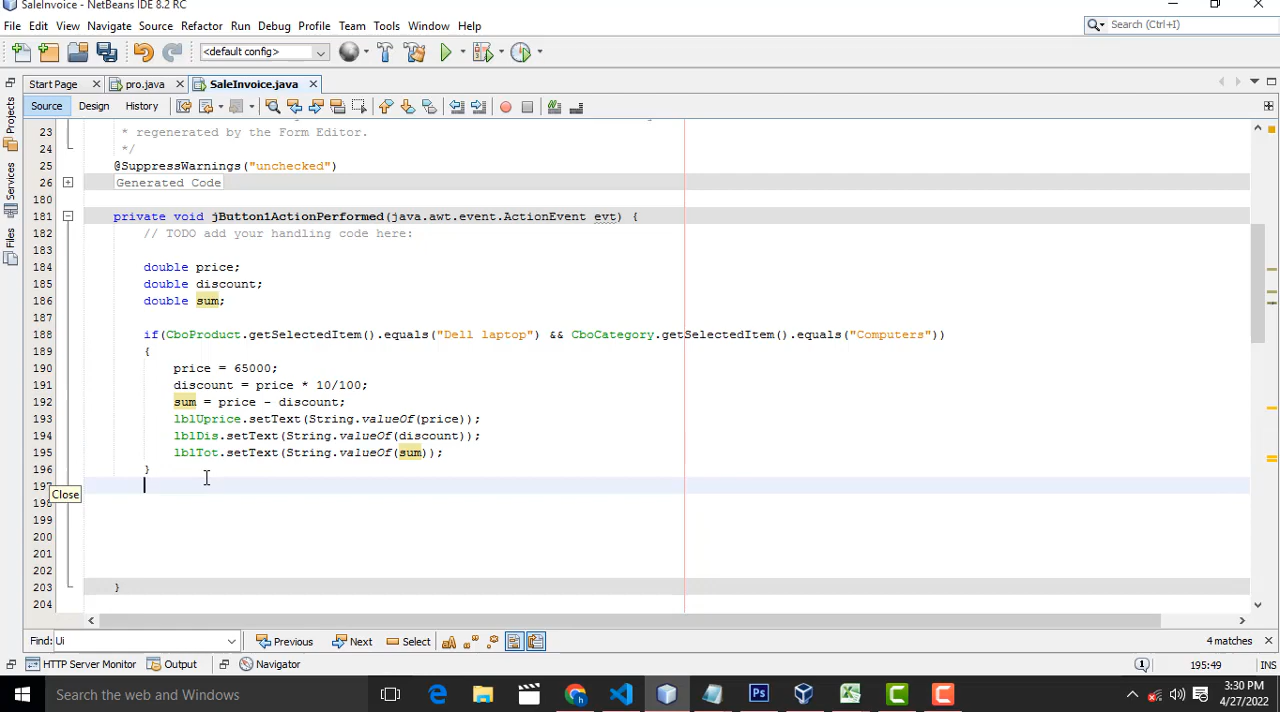 SaleInvoice - NetBeans IDE 8.2 RC
File Edit View Navigate Source Refactor Run Debug Profile Team Tools Window Help
Search (Ctrl+I)
<default config>
Start Page pro.java SaleInvoice.java
Source Design History
Projects
Services
Files
23 * regenerated by the Form Editor.
24 */
25 @SuppressWarnings("unchecked")
26 Generated Code
180
181 private void jButton1ActionPerformed(java.awt.event.ActionEvent evt) {
182 // TODO add your handling code here:
183
184 double price;
185 double discount;
186 double sum;
187
188 if(CboProduct.getSelectedItem().equals("Dell laptop") && CboCategory.getSelectedItem().equals("Computers"))
189 {
190 price = 65000;
191 discount = price * 10/100;
192 sum = price - discount;
193 lblUprice.setText(String.valueOf(price));
194 lblDis.setText(String.valueOf(discount));
195 lblTot.setText(String.valueOf(sum));
196 }
197
Close
198
199
200
201
202
203 }
204
Find: Ui Previous Next Select 4 matches
HTTP Server Monitor Output Navigator 1 195:49 INS
Search the web and Windows
3:30 PM
4/27/2022